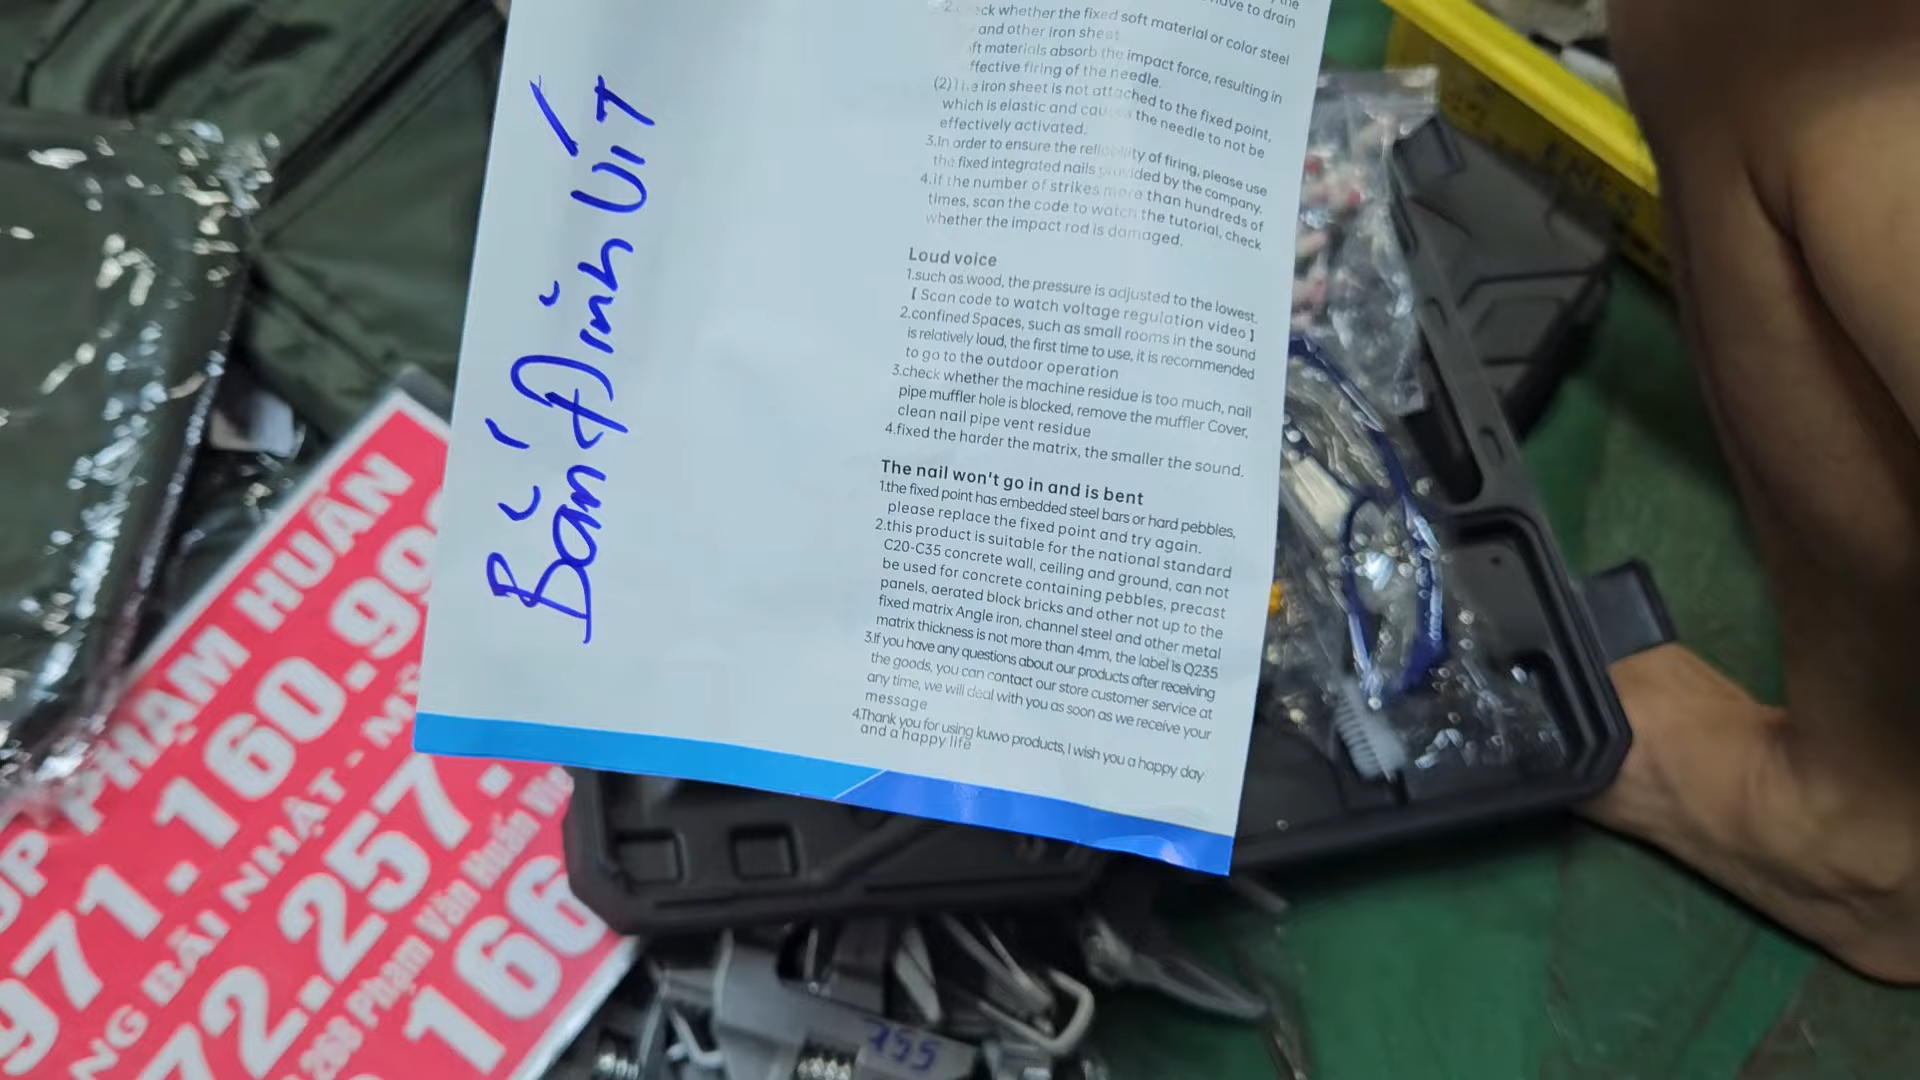 have to drain
whether the fixed soft material or color steel
and other iron sheet
materials absorb the impact force, resulting in
firing of the needle.
(2)The iron sheet is not attached to the fixed point,
which is elastic and the needle to not be
effectively activated.
3.In order to ensure the reliability of firing, please use
the fixed integrated nails provided by the company.
4.if the number of strikes more than hundreds of
times, scan the code to watch the tutorial, check
whether the impact rod is damaged.
Loud voice
1.such as wood, the pressure is adjusted to the lowest.
【Scan code to watch voltage regulation video】
2.confined Spaces, such as small rooms in the sound
is relatively loud, the first time to use, it is recommended
to go to the outdoor operation
3.check whether the machine residue is too much, nail
pipe muffler hole is blocked, remove the muffler Cover,
clean nail pipe vent residue
4.fixed the harder the matrix, the smaller the sound.
The nail won't go in and is bent
1.the fixed point has embedded steel bars or hard pebbles,
please replace the fixed point and try again.
2.this product is suitable for the national standard
C20-C35 concrete wall, ceiling and ground, can not
be used for concrete containing pebbles, precast
panels, aerated block bricks and other not up to the
fixed matrix Angle iron, channel steel and other metal
matrix thickness is not more than 4mm, the label is Q235
3.If you have any questions about our products after receiving
the goods, you can contact our store customer service at
any time, we will deal with you as soon as we receive your
message
4.Thank you for using kuwo products, I wish you a happy day
and a happy life
Bắn Đinh VÍT
PHẠM HUÂN
971.160.99
BÃI NHẬT - MỸ
72.257.
268 Phạm Văn Huấn
166
155